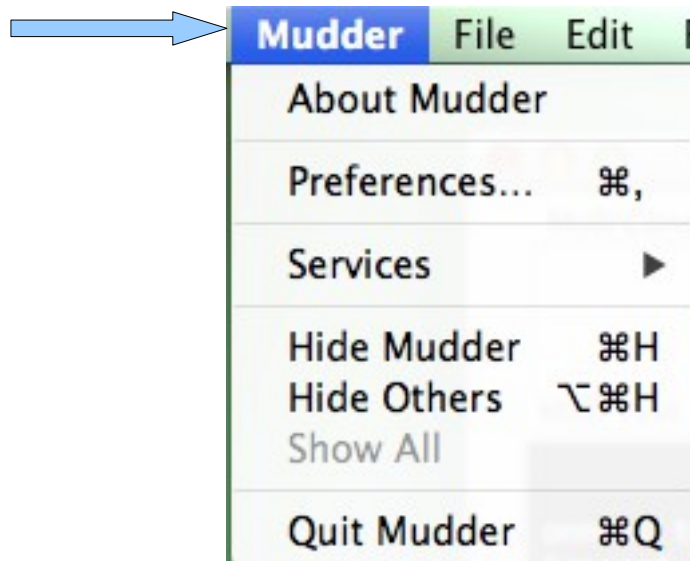 Mudder File Edit
About Mudder
Preferences... ⌘,
Services ▶
Hide Mudder ⌘H
Hide Others ⌥⌘H
Show All
Quit Mudder ⌘Q